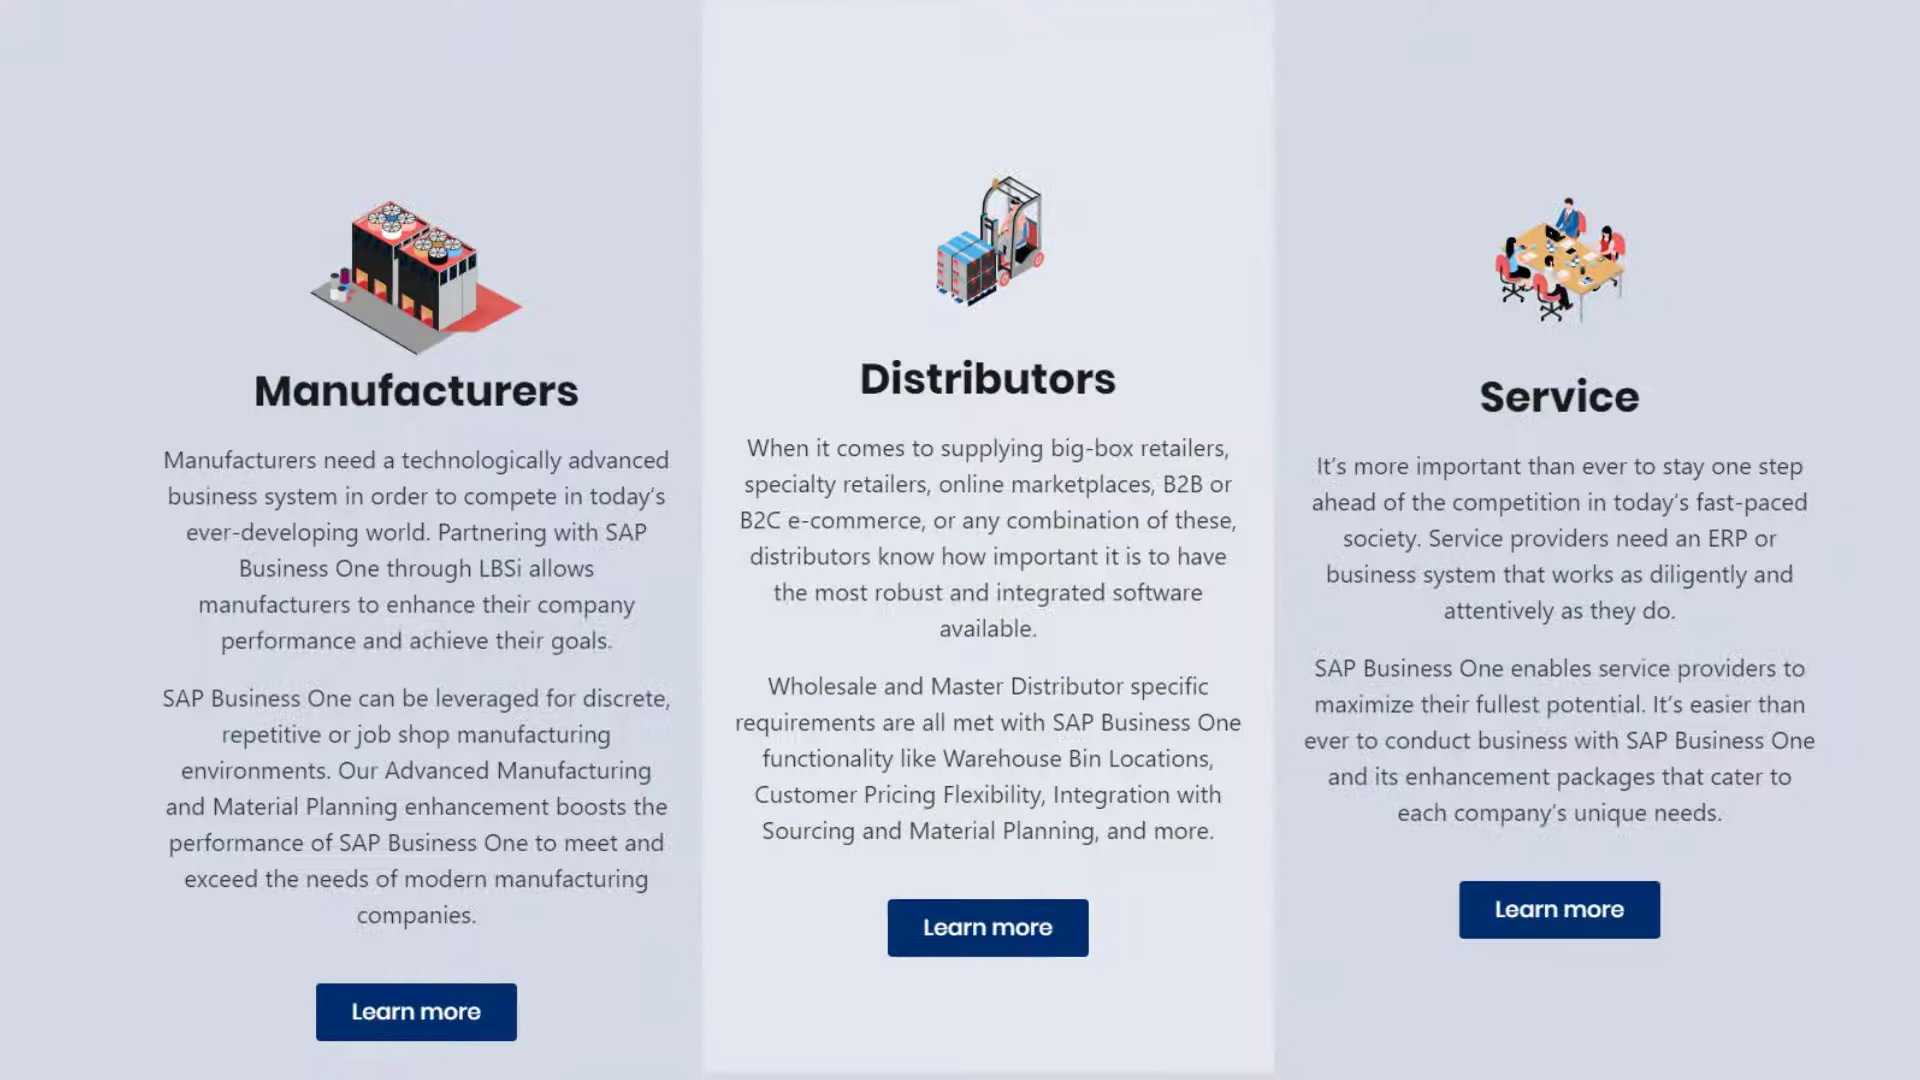 Manufacturers
Manufacturers need a technologically advanced
business system in order to compete in today’s
ever-developing world. Partnering with SAP
Business One through LBSi allows
manufacturers to enhance their company
performance and achieve their goals.
SAP Business One can be leveraged for discrete,
repetitive or job shop manufacturing
environments. Our Advanced Manufacturing
and Material Planning enhancement boosts the
performance of SAP Business One to meet and
exceed the needs of modern manufacturing
companies.
Learn more
Distributors
When it comes to supplying big-box retailers,
specialty retailers, online marketplaces, B2B or
B2C e-commerce, or any combination of these,
distributors know how important it is to have
the most robust and integrated software
available.
Wholesale and Master Distributor specific
requirements are all met with SAP Business One
functionality like Warehouse Bin Locations,
Customer Pricing Flexibility, Integration with
Sourcing and Material Planning, and more.
Learn more
Service
It’s more important than ever to stay one step
ahead of the competition in today’s fast-paced
society. Service providers need an ERP or
business system that works as diligently and
attentively as they do.
SAP Business One enables service providers to
maximize their fullest potential. It’s easier than
ever to conduct business with SAP Business One
and its enhancement packages that cater to
each company’s unique needs.
Learn more